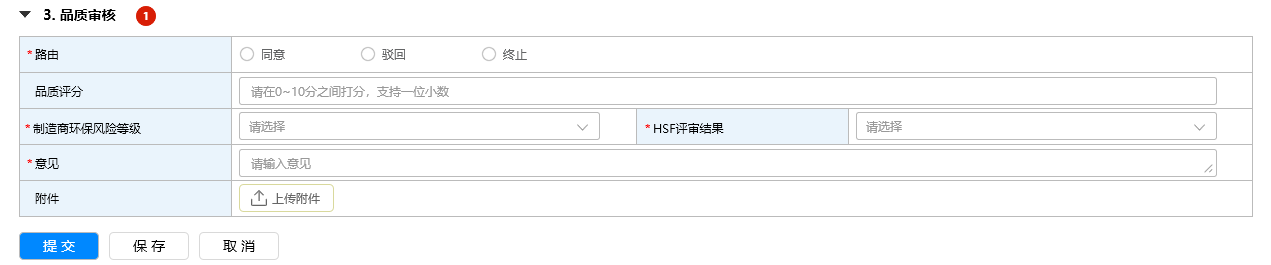 3. 品质审核 1
*路由 同意 驳回 终止
品质评分 请在0~10分之间打分，支持一位小数
*制造商环保风险等级 请选择 *HSF评审结果 请选择
*意见 请输入意见
附件 上传附件
提交 保存 取消